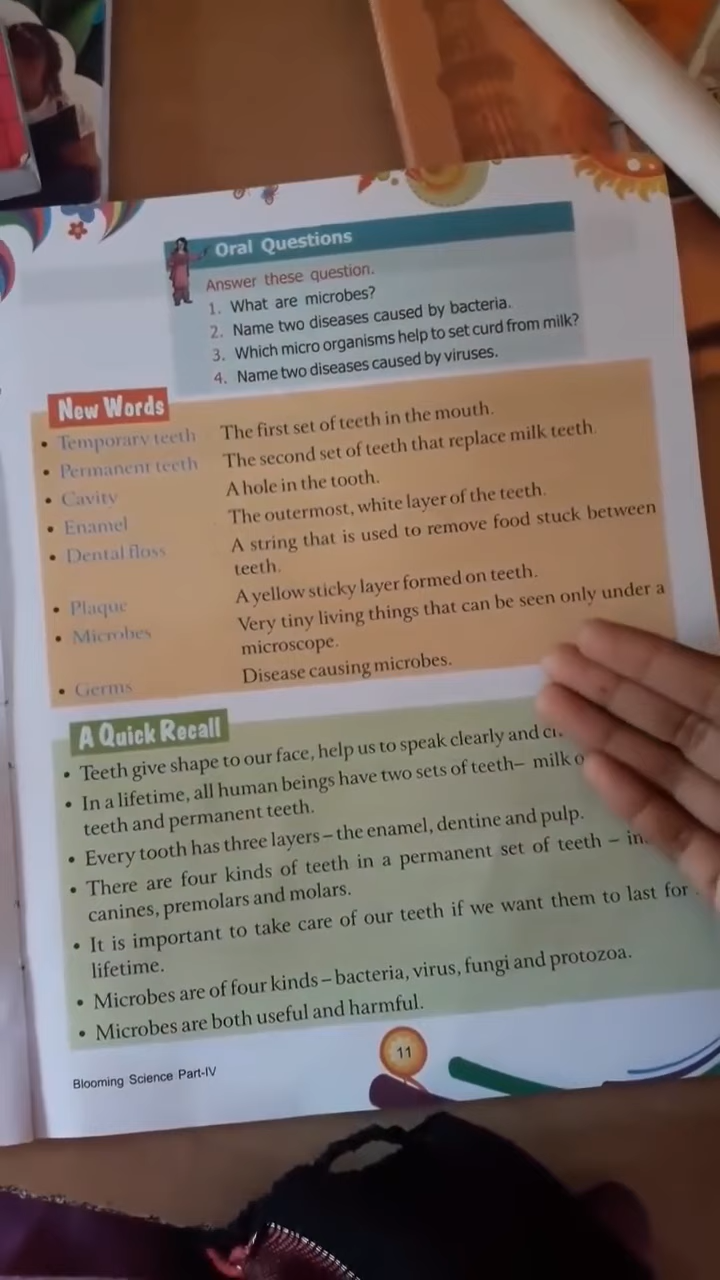 Oral Questions
Answer these question.
1. What are microbes?
2. Name two diseases caused by bacteria.
3. Which micro organisms help to set curd from milk?
4. Name two diseases caused by viruses.
New Words
• Temporary teeth The first set of teeth in the mouth.
• Permanent teeth The second set of teeth that replace milk teeth.
• Cavity A hole in the tooth.
• Enamel The outermost, white layer of the teeth.
• Dental floss A string that is used to remove food stuck between
teeth.
• Plaque A yellow sticky layer formed on teeth.
• Microbes Very tiny living things that can be seen only under a
microscope.
• Germs Disease causing microbes.
A Quick Recall
• Teeth give shape to our face, help us to speak clearly and
• In a lifetime, all human beings have two sets of teeth– milk
teeth and permanent teeth.
• Every tooth has three layers – the enamel, dentine and pulp.
• There are four kinds of teeth in a permanent set of teeth –
canines, premolars and molars.
• It is important to take care of our teeth if we want them to last for
lifetime.
• Microbes are of four kinds – bacteria, virus, fungi and protozoa.
• Microbes are both useful and harmful.
11
Blooming Science Part-IV